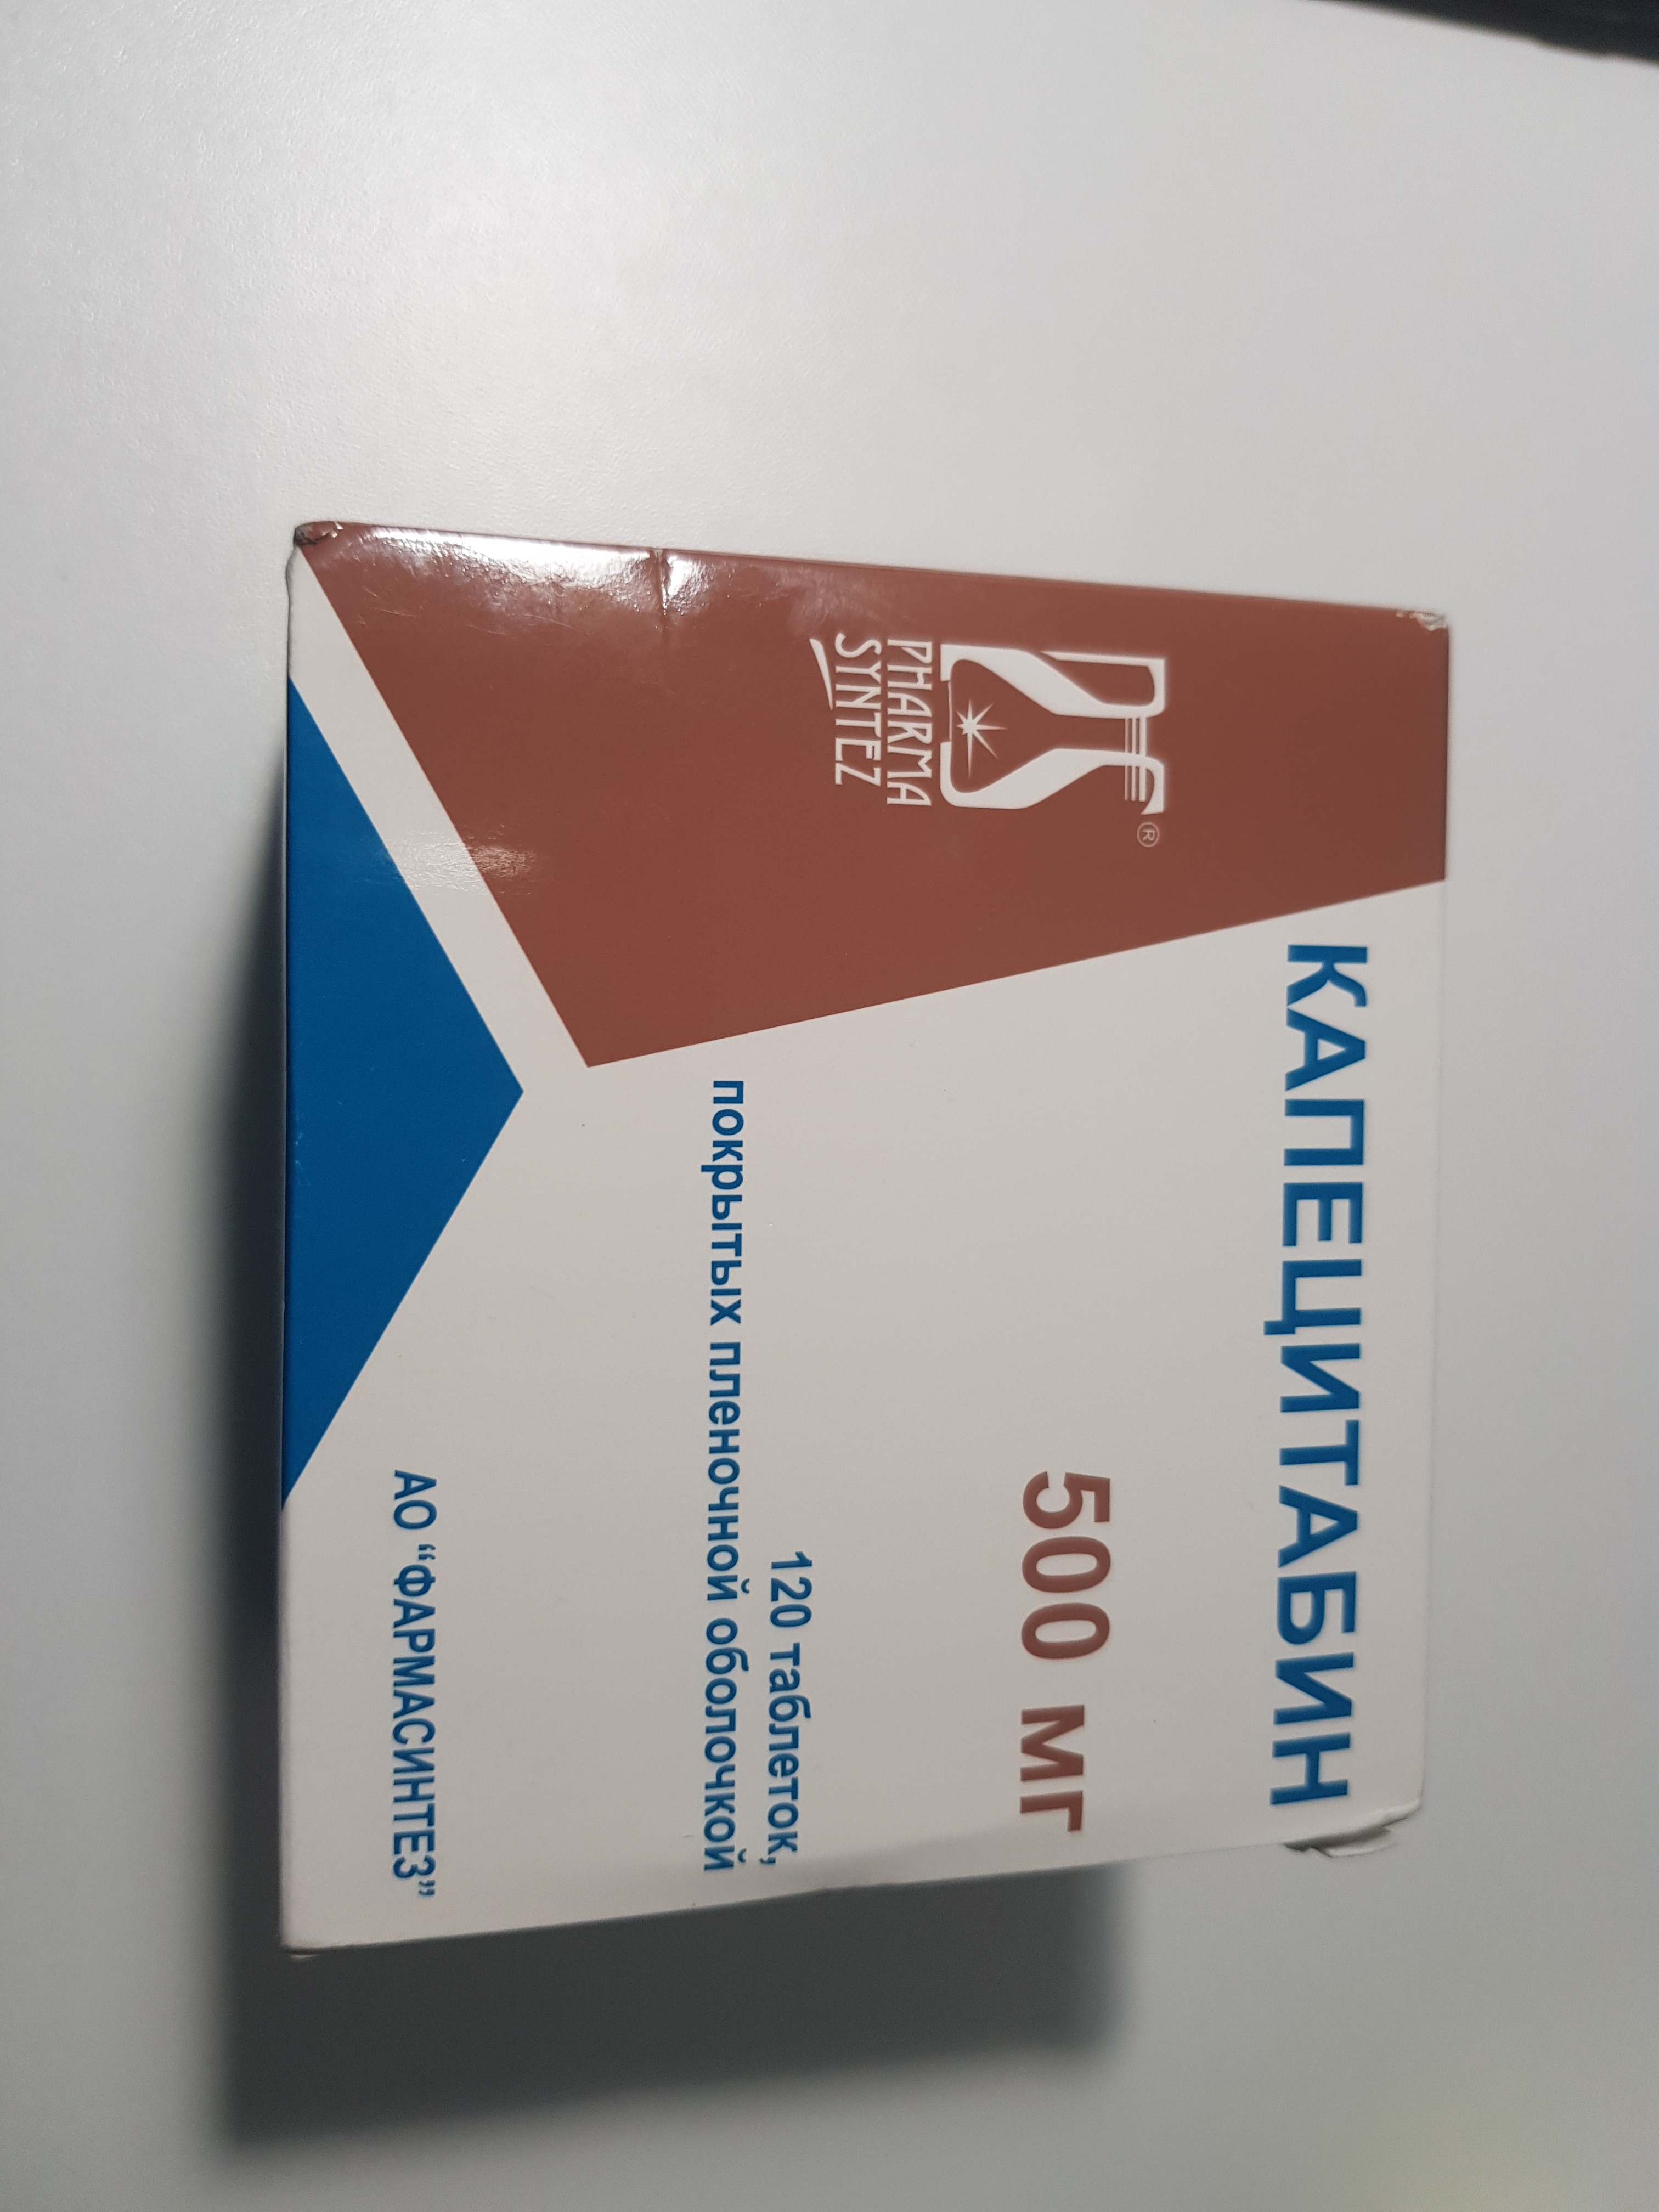 КАПЕЦИТАБИН
PHARMA
SYNTEZ
®
500 мг
120 таблеток,
покрытых пленочной оболочкой
АО “ФАРМАСИНТЕЗ”